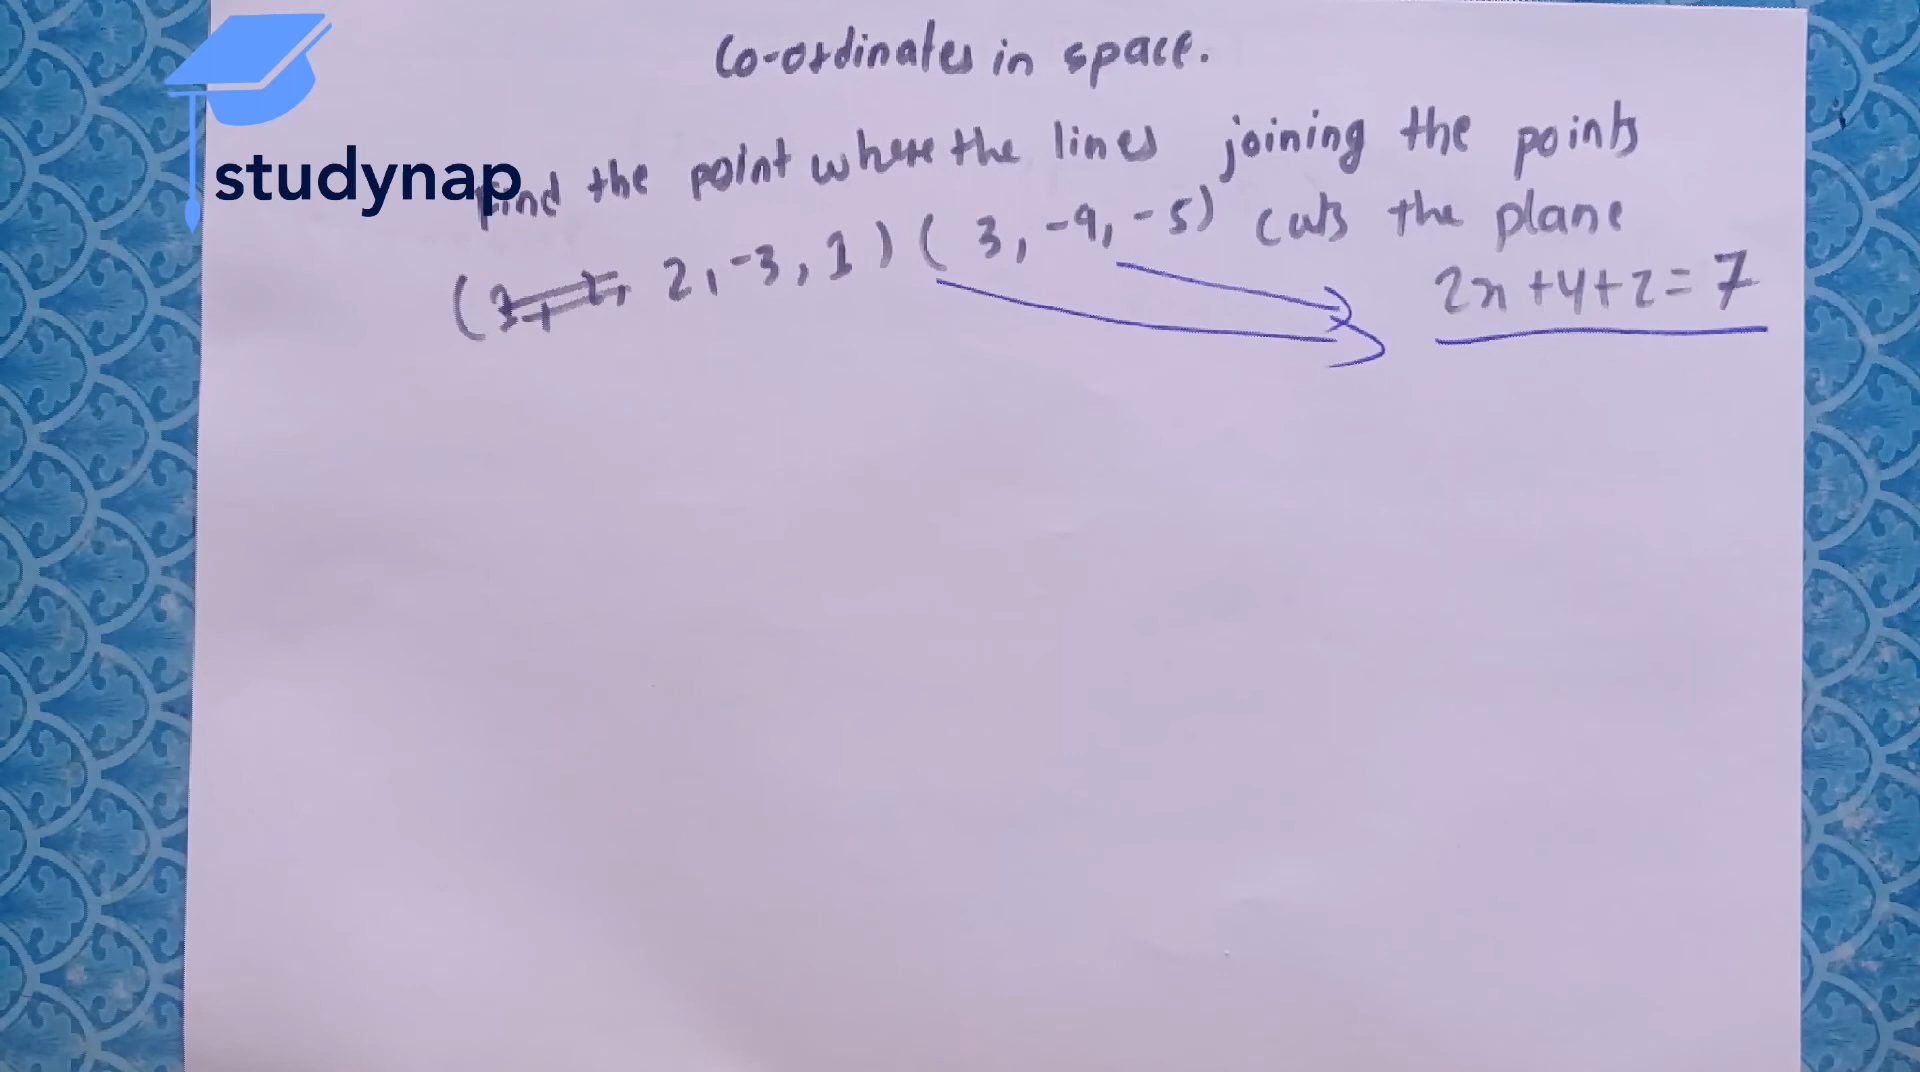 Co-ordinates in space.
studynap
Find the point where the lines joining the points
( 2, -3, 1 ) ( 3, -4, -5) cuts the plane
2x + y + z = 7